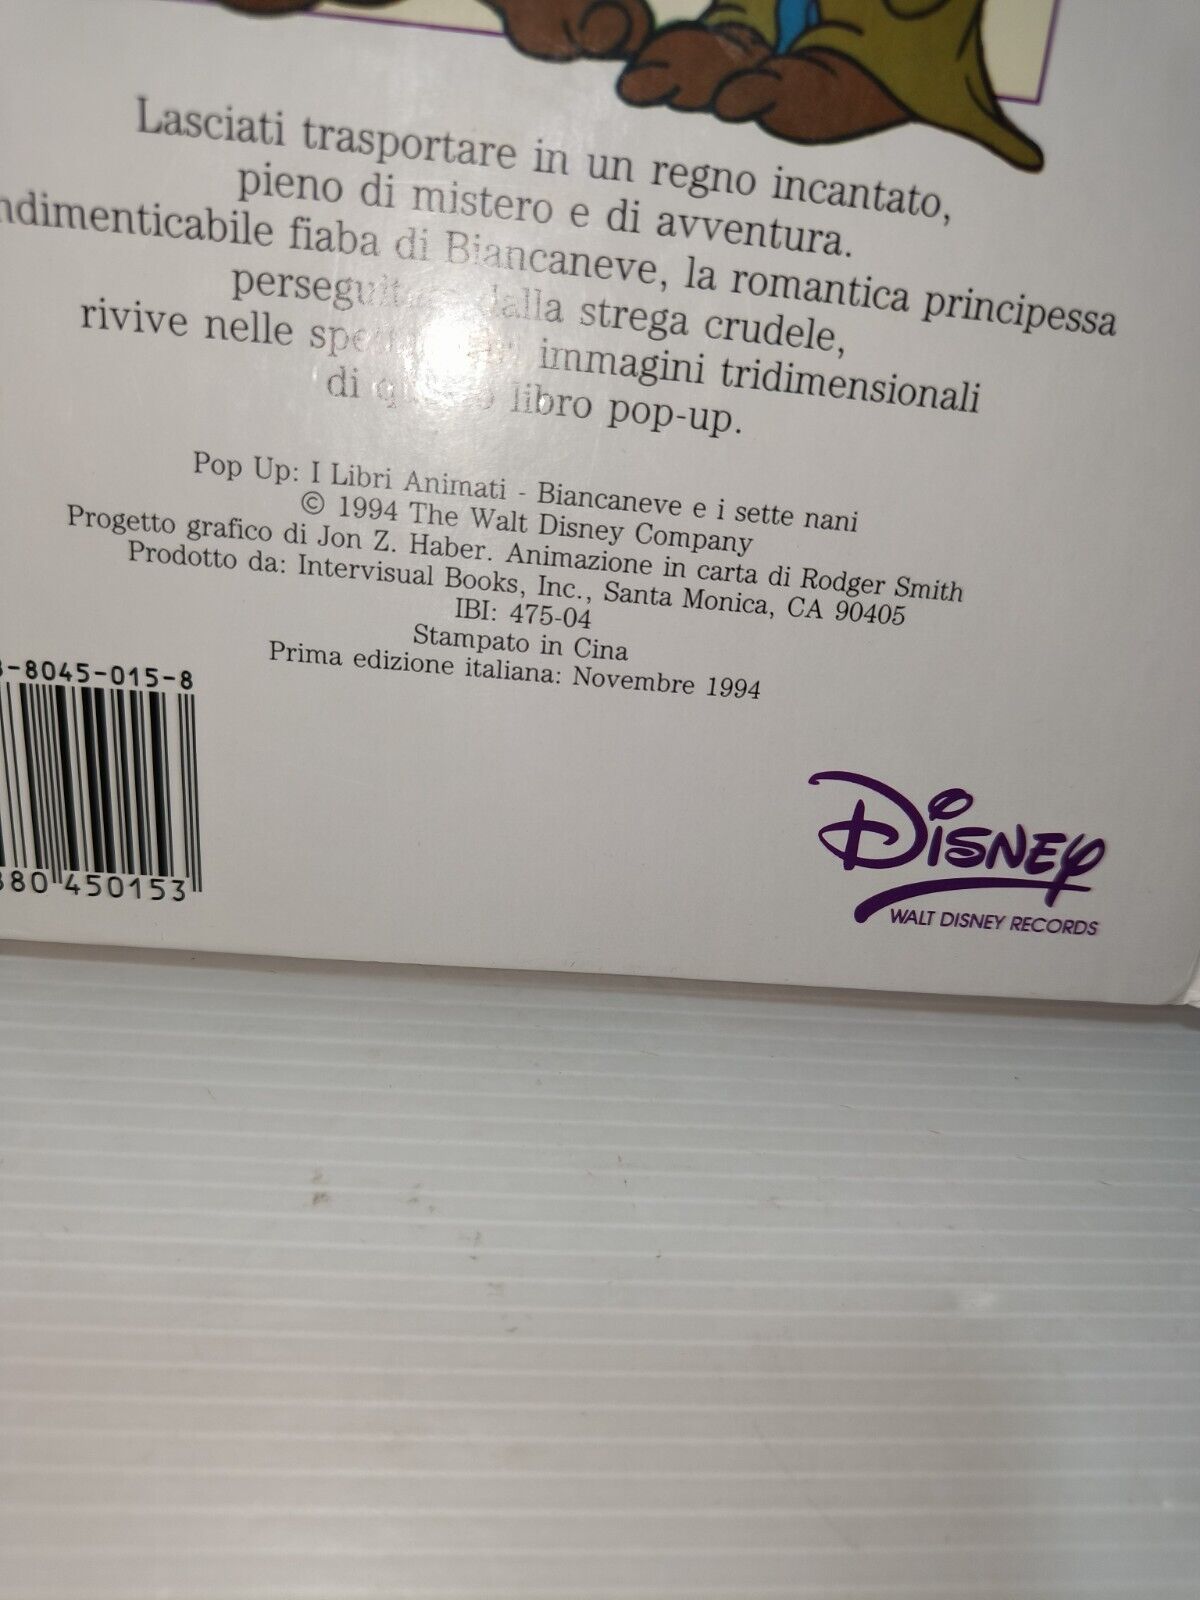 Lasciati trasportare in un regno incantato,
pieno di mistero e di avventura.
ndimenticabile fiaba di Biancaneve, la romantica principessa
dalla strega crudele,
rivive nelle immagini tridimensionali
di libro pop-up.
Pop Up: I Libri Animati - Biancaneve e i sette nani
© 1994 The Walt Disney Company
Progetto grafico di Jon Z. Haber. Animazione in carta di Rodger Smith
Prodotto da: Intervisual Books, Inc., Santa Monica, CA 90405
IBI: 475-04
Stampato in Cina
Prima edizione italiana: Novembre 1994
-8045-015-8
80 450153
Disney
WALT DISNEY RECORDS